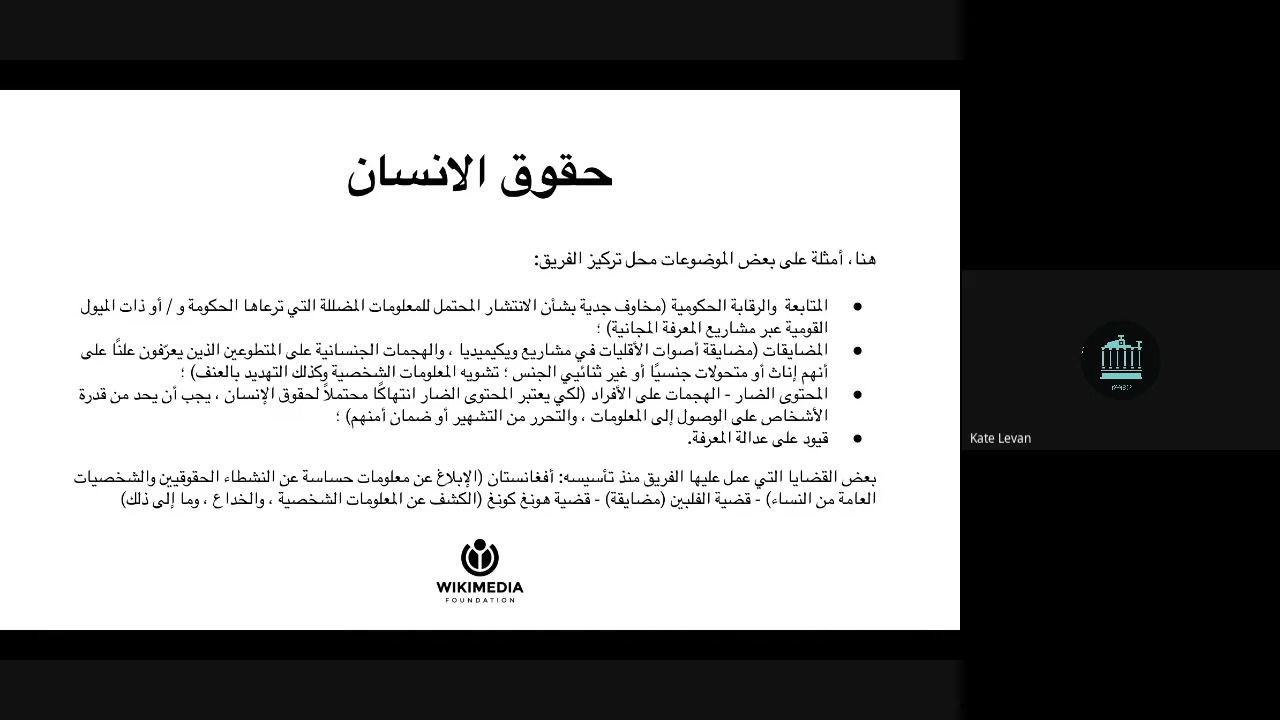 حقوق الانسان
هنا، أمثلة على بعض الموضوعات محل تركيز الفريق:
● المتابعة والرقابة الحكومية (مخاوف جدية بشأن الانتشار المحتمل للمعلومات المضللة التي ترعاها الحكومة و / أو ذات الميول
القومية عبر مشاريع المعرفة المجانية) ؛
● المضايقات (مضايقة أصوات الأقليات في مشاريع ويكيميديا ، والهجمات الجنسانية على المتطوعين الذين يعرّفون علنًا على
أنهم إناث أو متحولات جنسيًا أو غير ثنائيي الجنس ؛ تشويه المعلومات الشخصية وكذلك التهديد بالعنف) ؛
● المحتوى الضار - الهجمات على الأفراد (لكي يعتبر المحتوى الضار انتهاكًا محتملاً لحقوق الإنسان ، يجب أن يحد من قدرة
الأشخاص على الوصول إلى المعلومات ، والتحرر من التشهير أو ضمان أمنهم) ؛
● قيود على عدالة المعرفة.
بعض القضايا التي عمل عليها الفريق منذ تأسيسه: أفغانستان (الإبلاغ عن معلومات حساسة عن النشطاء الحقوقيين والشخصيات
العامة من النساء) - قضية الفلبين (مضايقة) - قضية هونغ كونغ (الكشف عن المعلومات الشخصية ، والخداع ، وما إلى ذلك)
WIKIMEDIA
FOUNDATION
Kate Levan